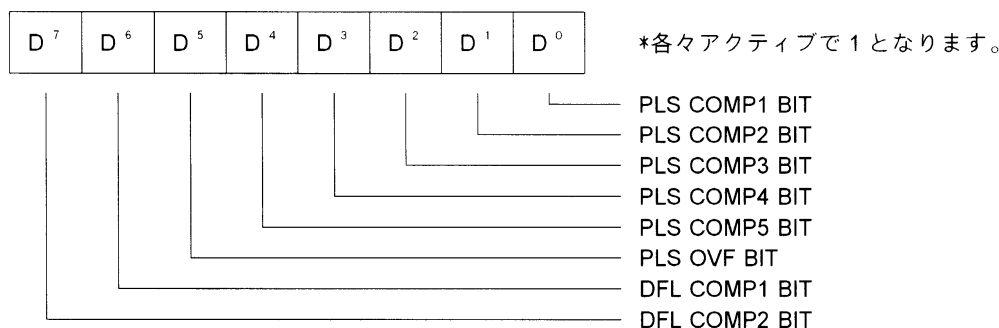 D⁷ D⁶ D⁵ D⁴ D³ D² D¹ D⁰ *各々アクティブで1となります。
PLS COMP1 BIT
PLS COMP2 BIT
PLS COMP3 BIT
PLS COMP4 BIT
PLS COMP5 BIT
PLS OVF BIT
DFL COMP1 BIT
DFL COMP2 BIT